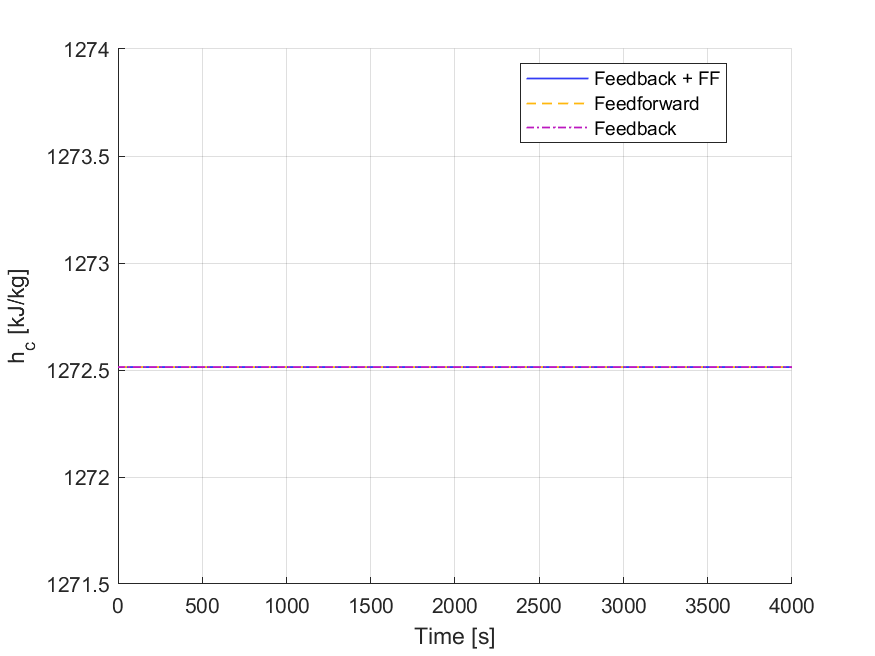 1274
1273.5
1273
1272.5
1272
1271.5
h_c [kJ/kg]
Feedback + FF
Feedforward
Feedback
0 500 1000 1500 2000 2500 3000 3500 4000
Time [s]